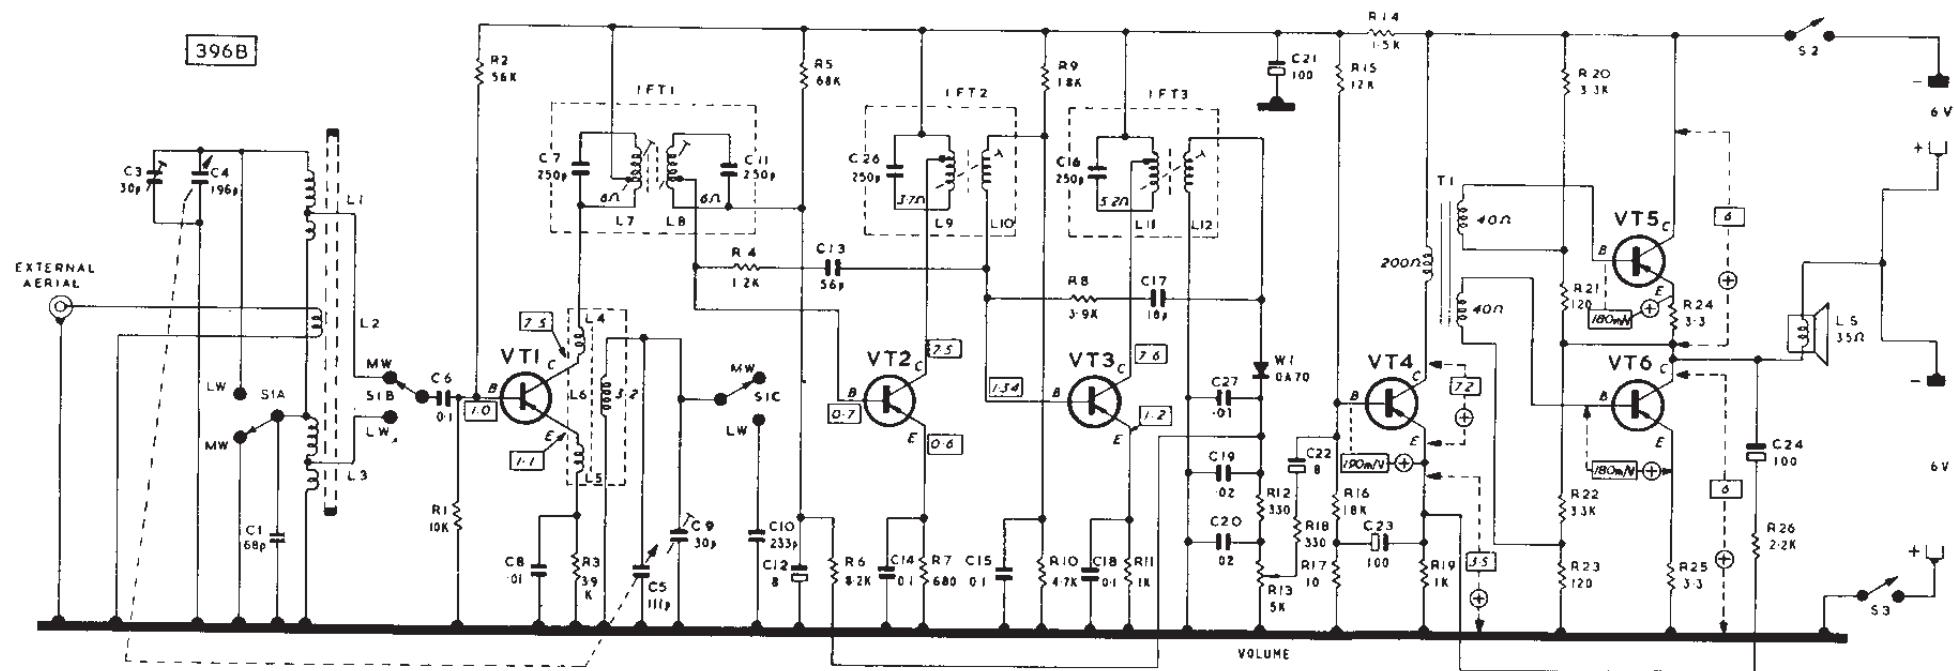 396B
R14
1.5K
S2
R2
56K
R5
68K
R9
18K
C21
100
R15
12K
R20
3.3K
-
6V
+
IFT1
IFT2
IFT3
C3
30p
C4
196p
L1
C7
250p
C11
250p
8Ω
6Ω
L7
L8
C26
250p
3.7Ω
L9
L10
C16
250p
5.2Ω
L11
L12
T1
40Ω
VT5
C
B
E
6
EXTERNAL
AERIAL
L2
R4
1.2K
C13
56p
R8
3.9K
C17
18p
200Ω
40Ω
R21
120
180m/V
R24
3.3
LS
35Ω
7.5
L4
VT1
C
B
E
L6
3.2
L5
1.0
1.1
MW
S1B
LW
LW
S1A
MW
L3
C6
0.1
MW
S1C
LW
VT2
C
B
E
7.5
0.7
0.6
VT3
C
B
E
7.6
1.34
1.2
W1
OA70
C27
.01
VT4
C
B
E
7.2
190m/V
VT6
C
B
E
180m/V
6
C24
100
-
6V
R1
10K
C1
68p
C8
.01
R3
39
K
C5
111p
C9
30p
C10
233p
C12
8
R6
8.2K
C14
0.1
R7
680
C15
0.1
R10
4.7K
C18
0.1
R11
1K
C19
.02
C20
.02
R12
330
R13
5K
C22
8
R18
330
R16
18K
R17
10
C23
100
R19
1K
3.5
R22
3.3K
R23
120
R25
3.3
R26
2.2K
+
S3
VOLUME